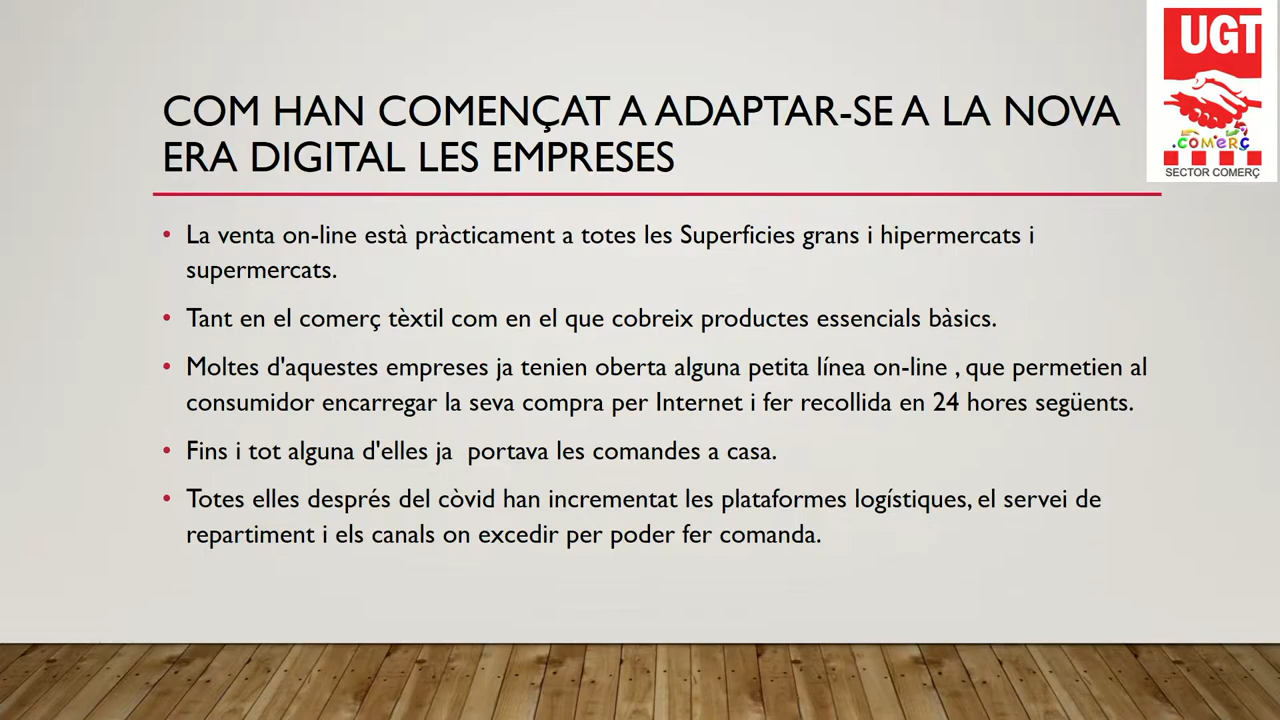 UGT
.COMERÇ
SECTOR COMERÇ
COM HAN COMENÇAT A ADAPTAR-SE A LA NOVA
ERA DIGITAL LES EMPRESES
• La venta on-line està pràcticament a totes les Superficies grans i hipermercats i
supermercats.
• Tant en el comerç tèxtil com en el que cobreix productes essencials bàsics.
• Moltes d'aquestes empreses ja tenien oberta alguna petita línea on-line , que permetien al
consumidor encarregar la seva compra per Internet i fer recollida en 24 hores següents.
• Fins i tot alguna d'elles ja  portava les comandes a casa.
• Totes elles després del còvid han incrementat les plataformes logístiques, el servei de
repartiment i els canals on excedir per poder fer comanda.